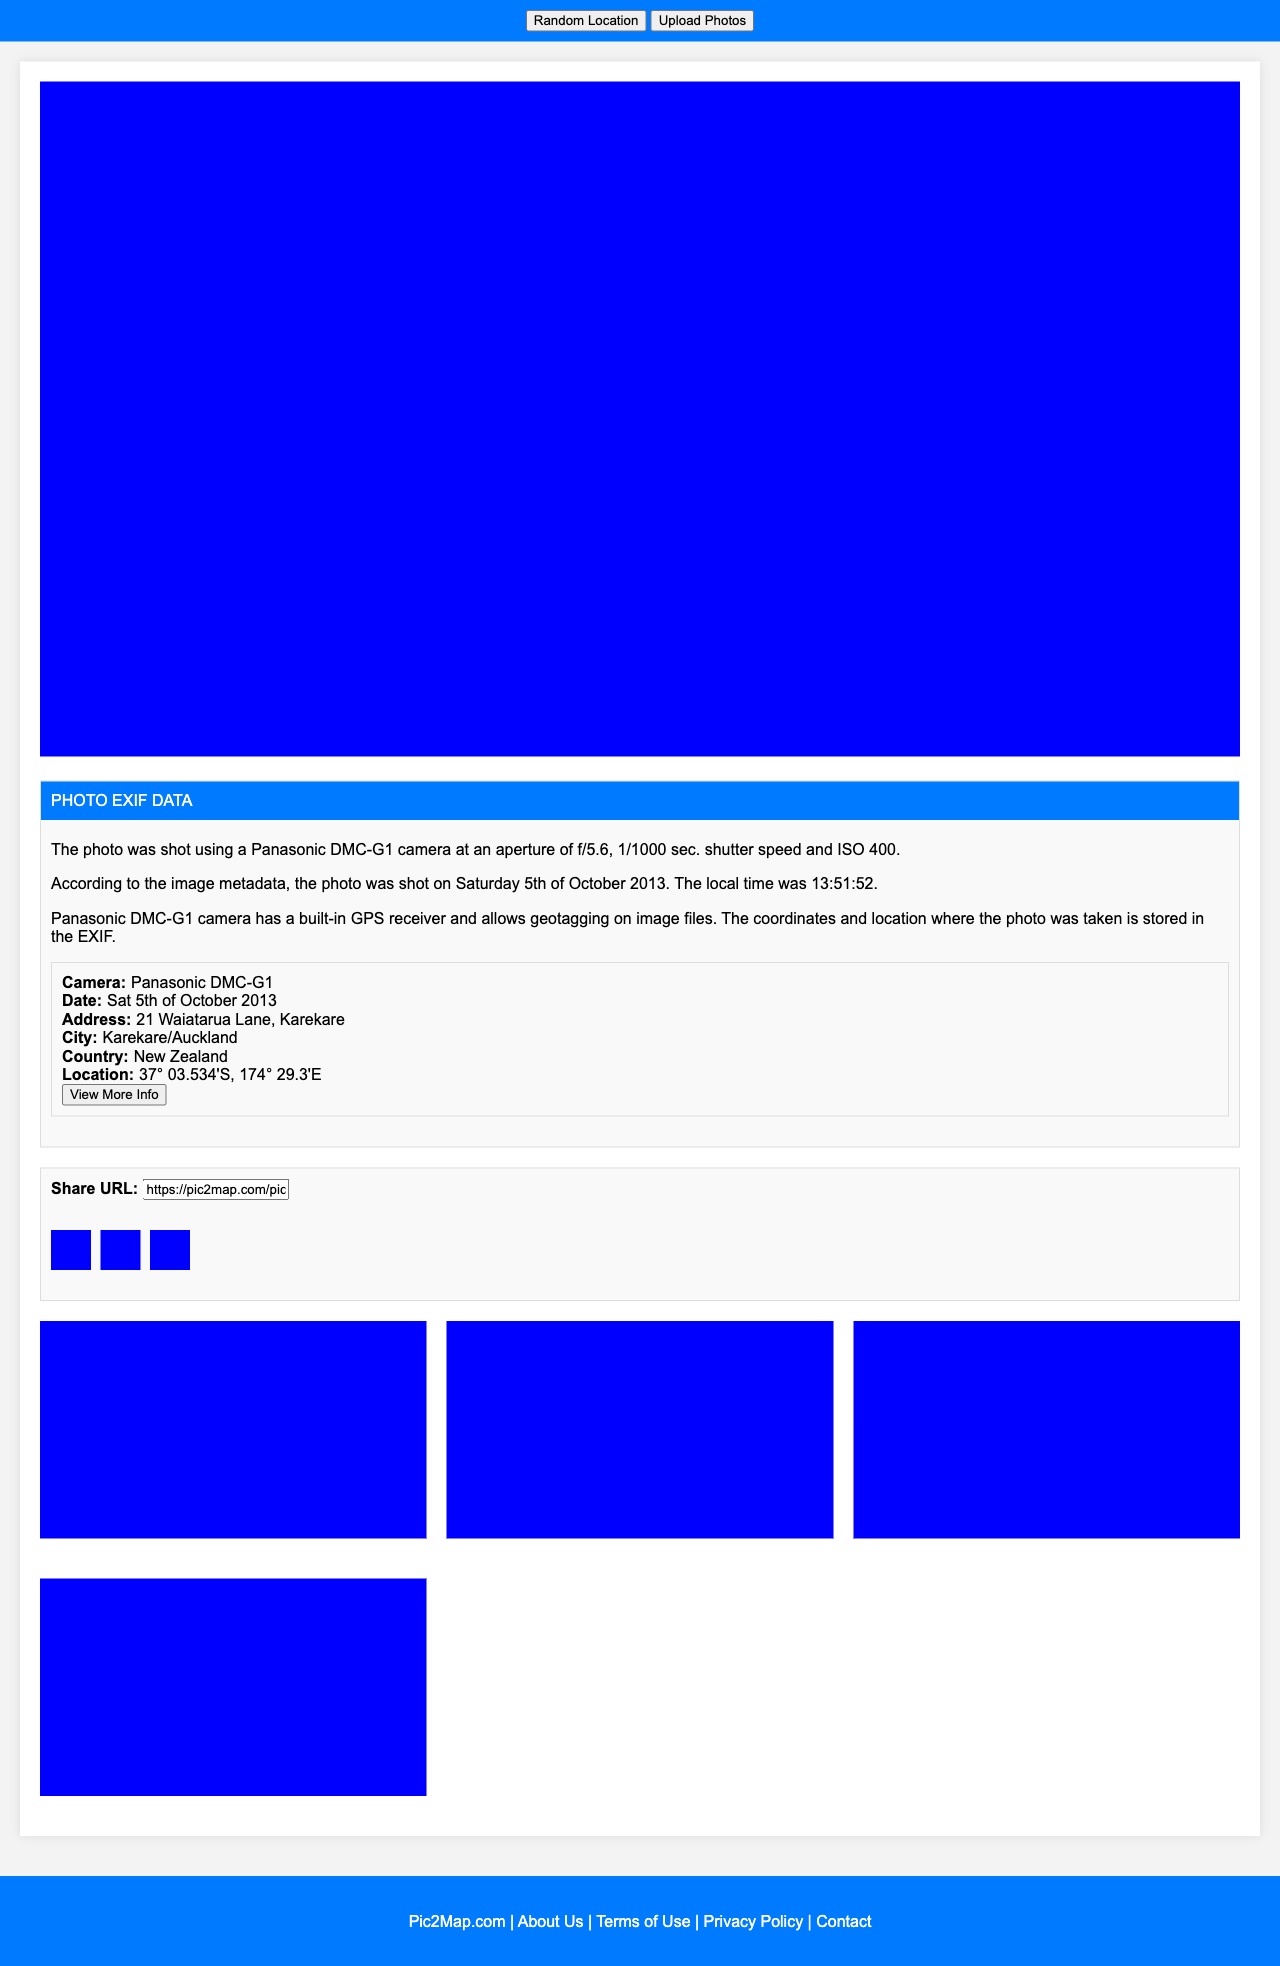 Random Location Upload Photos
PHOTO EXIF DATA
The photo was shot using a Panasonic DMC-G1 camera at an aperture of f/5.6, 1/1000 sec. shutter speed and ISO 400.
According to the image metadata, the photo was shot on Saturday 5th of October 2013. The local time was 13:51:52.
Panasonic DMC-G1 camera has a built-in GPS receiver and allows geotagging on image files. The coordinates and location where the photo was taken is stored in
the EXIF.
Camera: Panasonic DMC-G1
Date: Sat 5th of October 2013
Address: 21 Waiatarua Lane, Karekare
City: Karekare/Auckland
Country: New Zealand
Location: 37° 03.534'S, 174° 29.3'E
View More Info
Share URL: https://pic2map.com/pic
Pic2Map.com | About Us | Terms of Use | Privacy Policy | Contact